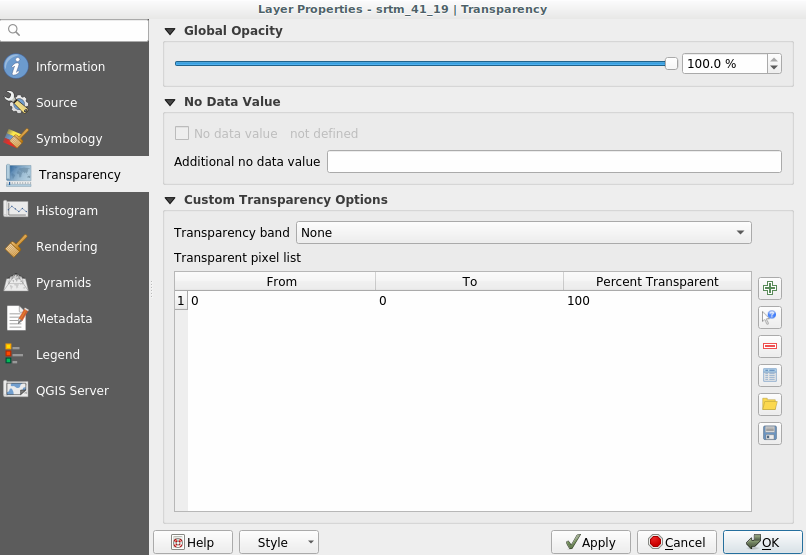 Layer Properties - srtm_41_19 | Transparency
Information
Source
Symbology
Transparency
Histogram
Rendering
Pyramids
Metadata
Legend
QGIS Server
Global Opacity
100.0 %
No Data Value
No data value not defined
Additional no data value
Custom Transparency Options
Transparency band None
Transparent pixel list
From To Percent Transparent
1 0 0 100
Help Style Apply Cancel OK